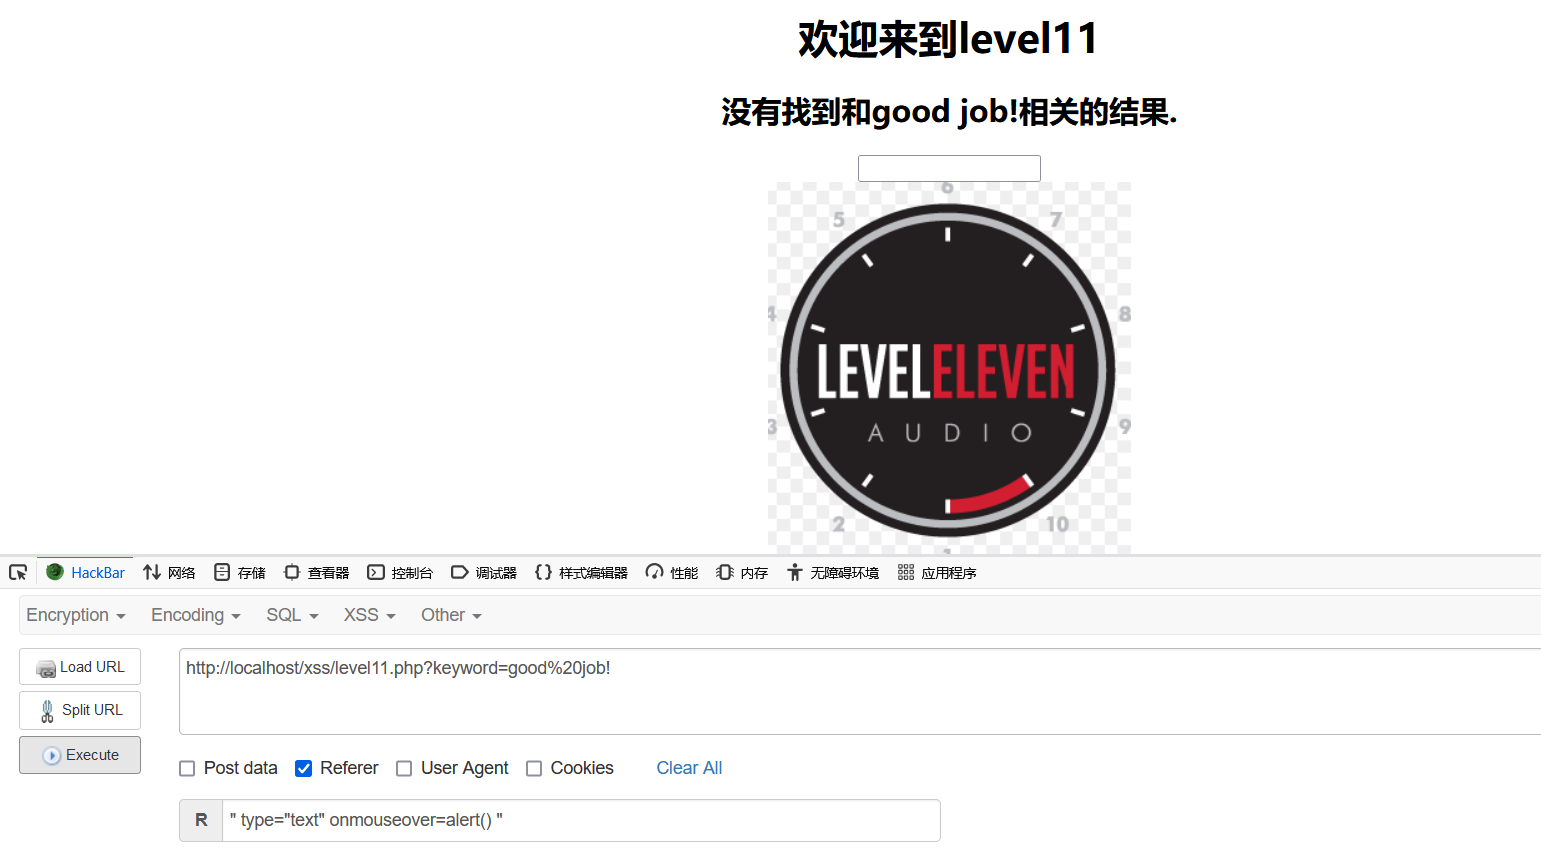 欢迎来到level11
没有找到和good job!相关的结果.
6
5 7
4 8
LEVELELEVEN
3 9
AUDIO
2 10
1
HackBar 网络 存储 查看器 控制台 调试器 样式编辑器 性能 内存 无障碍环境 应用程序
Encryption Encoding SQL XSS Other
Load URL http://localhost/xss/level11.php?keyword=good%20job!
Split URL
Execute
Post data Referer User Agent Cookies Clear All
R " type="text" onmouseover=alert() "